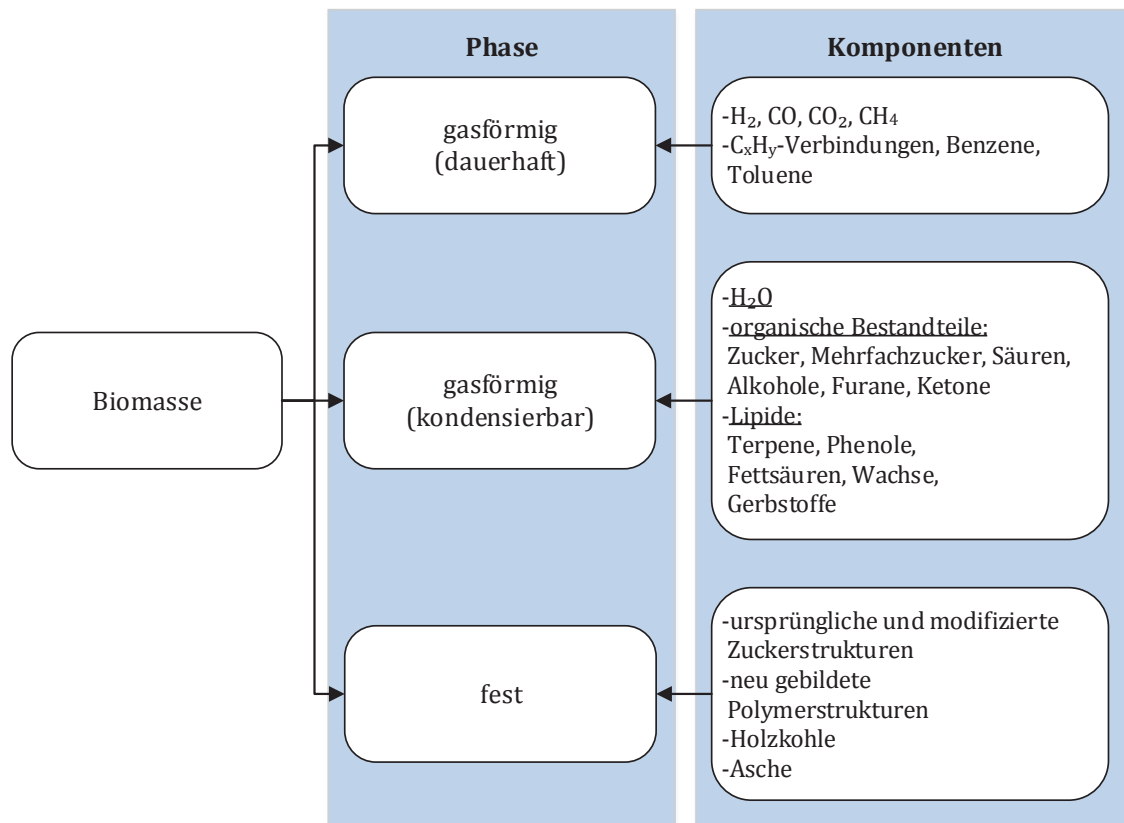 Phase
Komponenten
gasförmig
(dauerhaft)
-H₂, CO, CO₂, CH₄
-CₓHᵧ-Verbindungen, Benzene,
Toluene
Biomasse
gasförmig
(kondensierbar)
-H₂O
-organische Bestandteile:
Zucker, Mehrfachzucker, Säuren,
Alkohole, Furane, Ketone
-Lipide:
Terpene, Phenole,
Fettsäuren, Wachse,
Gerbstoffe
fest
-ursprüngliche und modifizierte
Zuckerstrukturen
-neu gebildete
Polymerstrukturen
-Holzkohle
-Asche